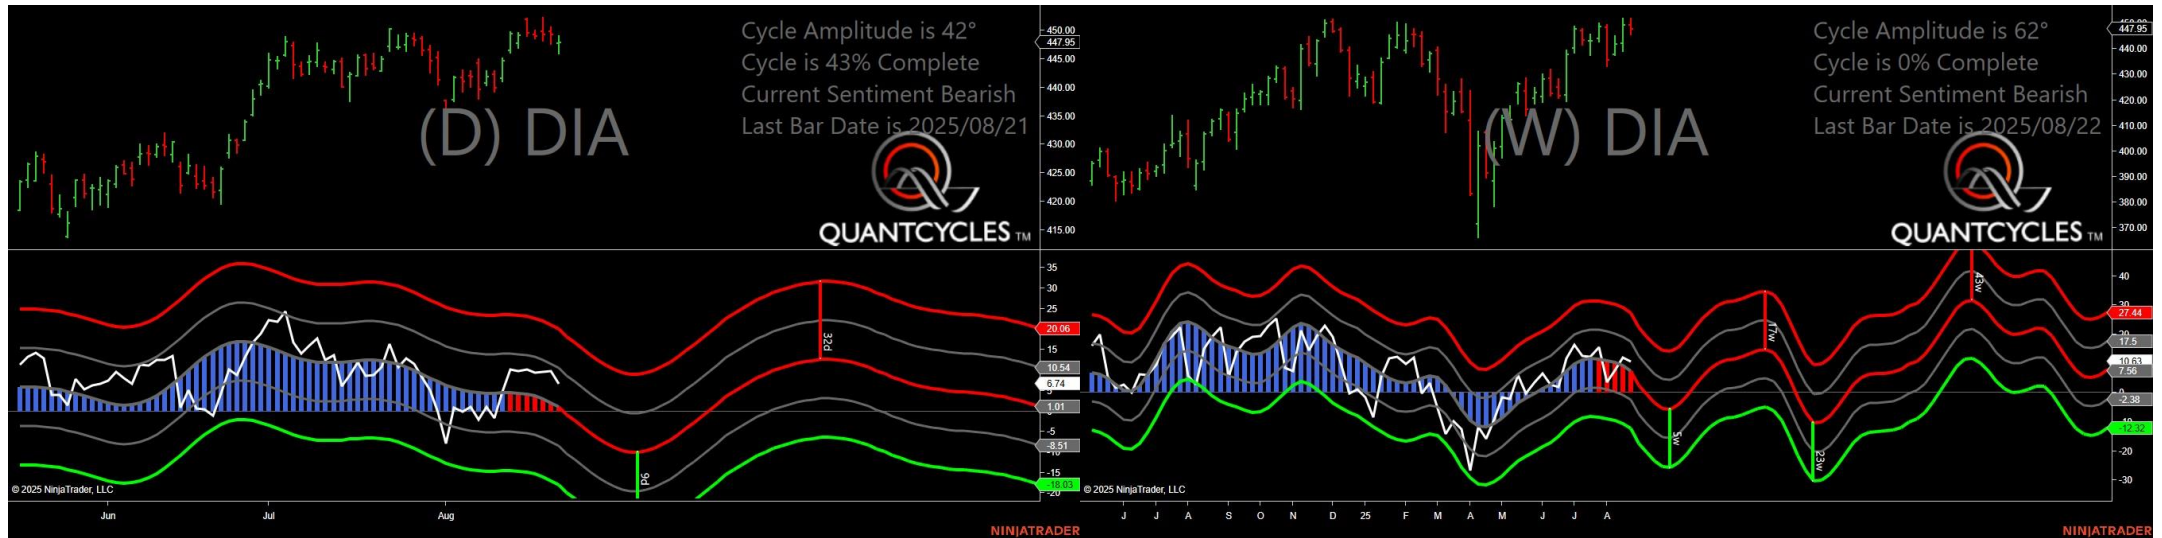 Cycle Amplitude is 42°
Cycle is 43% Complete
Current Sentiment Bearish
Last Bar Date is 2025/08/21
(D) DIA
QUANTCYCLES TM
450.00
447.95
445.00
440.00
435.00
430.00
425.00
420.00
415.00
35
30
25
20.06
15
10.54
6.74
5
1.01
-5
-8.51
-15
-18.03
-20
32d
9d
© 2025 NinjaTrader, LLC
Jun
Jul
Aug
NINJATRADER
Cycle Amplitude is 62°
Cycle is 0% Complete
Current Sentiment Bearish
Last Bar Date is 2025/08/22
(W) DIA
QUANTCYCLES TM
450.00
447.95
440.00
430.00
420.00
410.00
400.00
390.00
380.00
370.00
40
27.44
20
17.5
10.63
7.56
0
-2.38
-12.32
-20
-30
43w
17w
5w
23w
© 2025 NinjaTrader, LLC
J J A S O N D 25 F M A M J J A
NINJATRADER